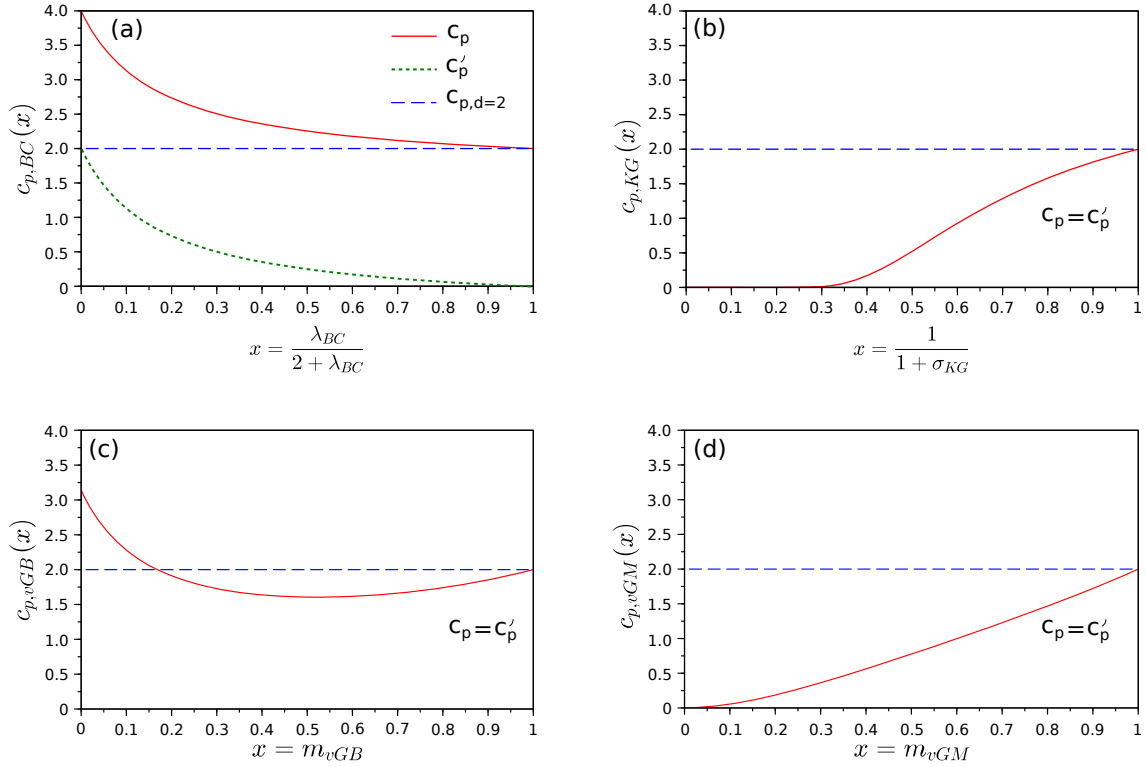 (a)
c_p
c_p′
c_{p,d=2}
c_{p,BC}(x)
4.0
3.5
3.0
2.5
2.0
1.5
1.0
0.5
0
0 0.1 0.2 0.3 0.4 0.5 0.6 0.7 0.8 0.9 1
x = λ_{BC} / (2 + λ_{BC})
(b)
c_{p,KG}(x)
4.0
3.5
3.0
2.5
2.0
1.5
1.0
0.5
0
c_p = c_p′
0 0.1 0.2 0.3 0.4 0.5 0.6 0.7 0.8 0.9 1
x = 1 / (1 + σ_{KG})
(c)
c_{p,vGB}(x)
4.0
3.5
3.0
2.5
2.0
1.5
1.0
0.5
0
c_p = c_p′
0 0.1 0.2 0.3 0.4 0.5 0.6 0.7 0.8 0.9 1
x = m_{vGB}
(d)
c_{p,vGM}(x)
4.0
3.5
3.0
2.5
2.0
1.5
1.0
0.5
0
c_p = c_p′
0 0.1 0.2 0.3 0.4 0.5 0.6 0.7 0.8 0.9 1
x = m_{vGM}